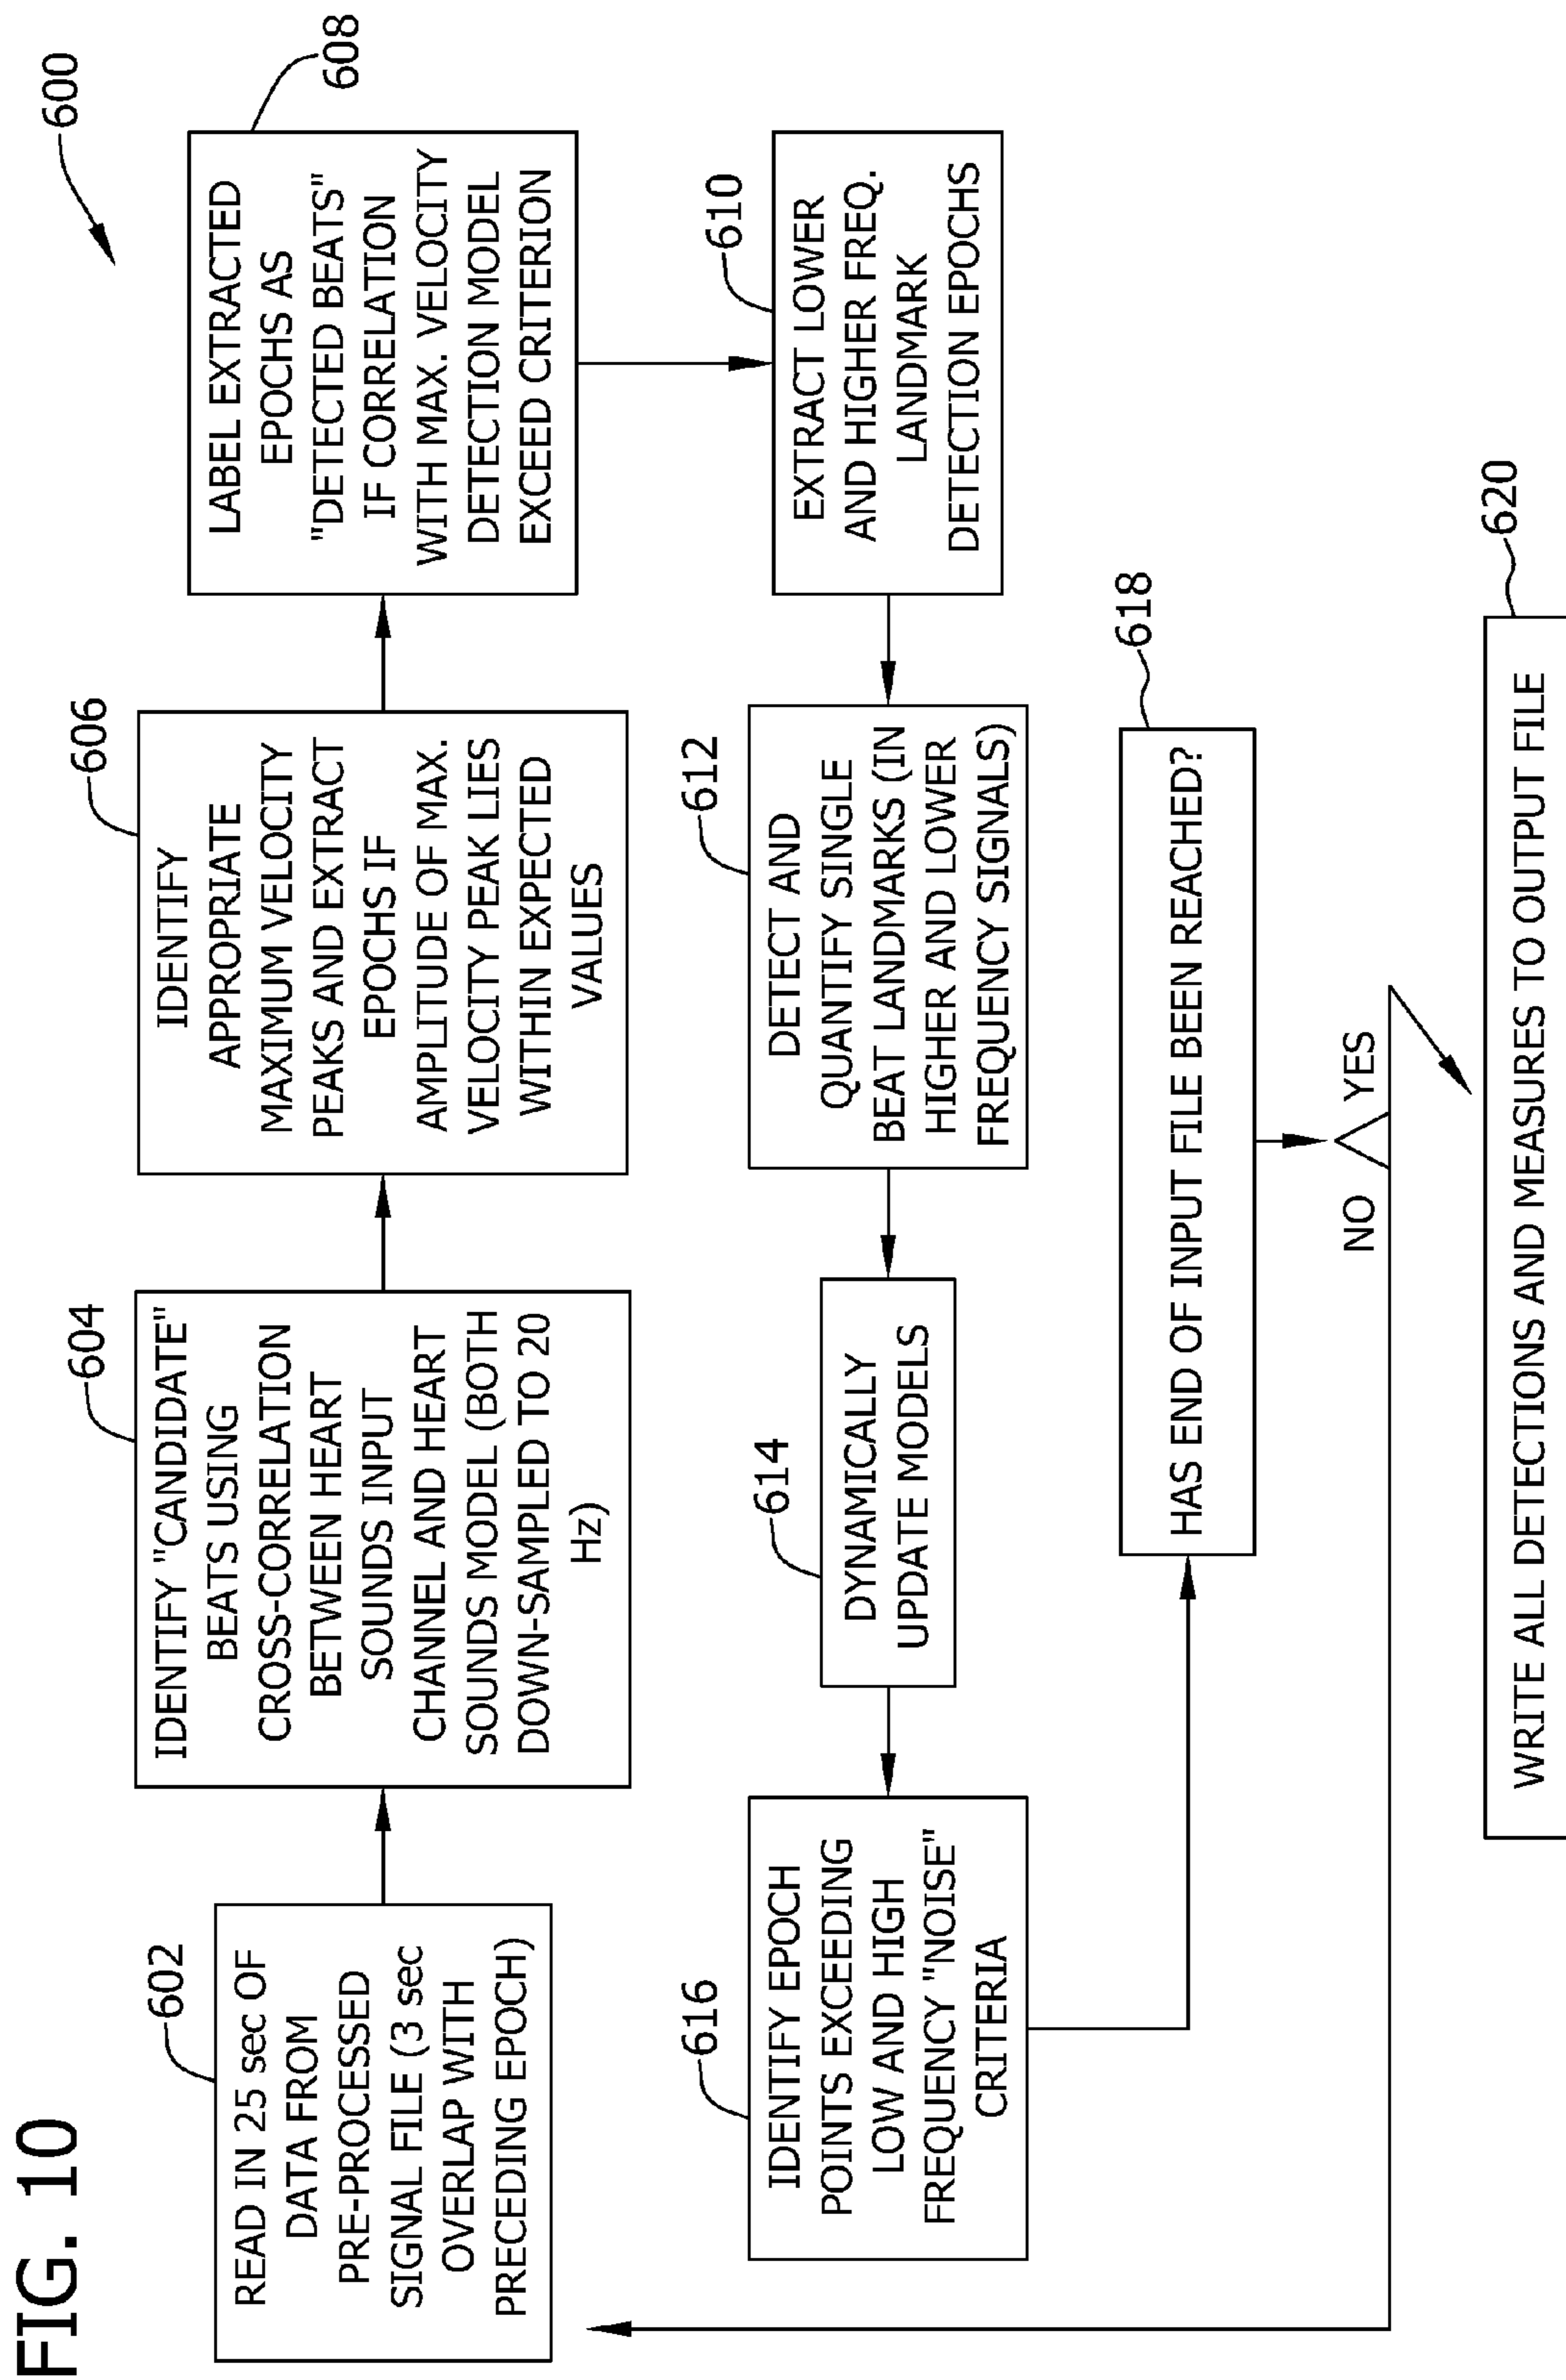 FIG. 10
600
602
READ IN 25 sec OF
DATA FROM
PRE-PROCESSED
SIGNAL FILE (3 sec
OVERLAP WITH
PRECEDING EPOCH)
604
IDENTIFY "CANDIDATE"
BEATS USING
CROSS-CORRELATION
BETWEEN HEART
SOUNDS INPUT
CHANNEL AND HEART
SOUNDS MODEL (BOTH
DOWN-SAMPLED TO 20
Hz)
606
IDENTIFY
APPROPRIATE
MAXIMUM VELOCITY
PEAKS AND EXTRACT
EPOCHS IF
AMPLITUDE OF MAX.
VELOCITY PEAK LIES
WITHIN EXPECTED
VALUES
608
LABEL EXTRACTED
EPOCHS AS
"DETECTED BEATS"
IF CORRELATION
WITH MAX. VELOCITY
DETECTION MODEL
EXCEED CRITERION
610
EXTRACT LOWER
AND HIGHER FREQ.
LANDMARK
DETECTION EPOCHS
612
DETECT AND
QUANTIFY SINGLE
BEAT LANDMARKS (IN
HIGHER AND LOWER
FREQUENCY SIGNALS)
614
DYNAMICALLY
UPDATE MODELS
616
IDENTIFY EPOCH
POINTS EXCEEDING
LOW AND HIGH
FREQUENCY "NOISE"
CRITERIA
618
HAS END OF INPUT FILE BEEN REACHED?
NO
YES
620
WRITE ALL DETECTIONS AND MEASURES TO OUTPUT FILE